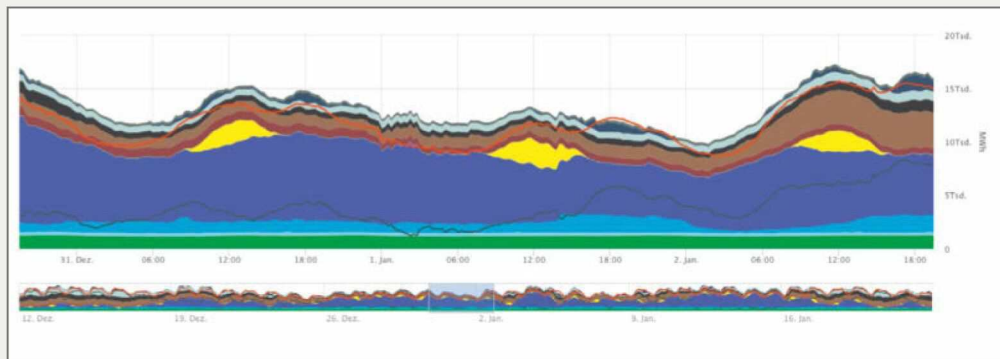 20Tsd.
15Tsd.
10Tsd.
MWh
5Tsd.
0
31. Dez.
06:00
12:00
18:00
1. Jan.
06:00
12:00
18:00
2. Jan.
06:00
12:00
18:00
12. Dez.
19. Dez.
26. Dez.
2. Jan.
9. Jan.
16. Jan.